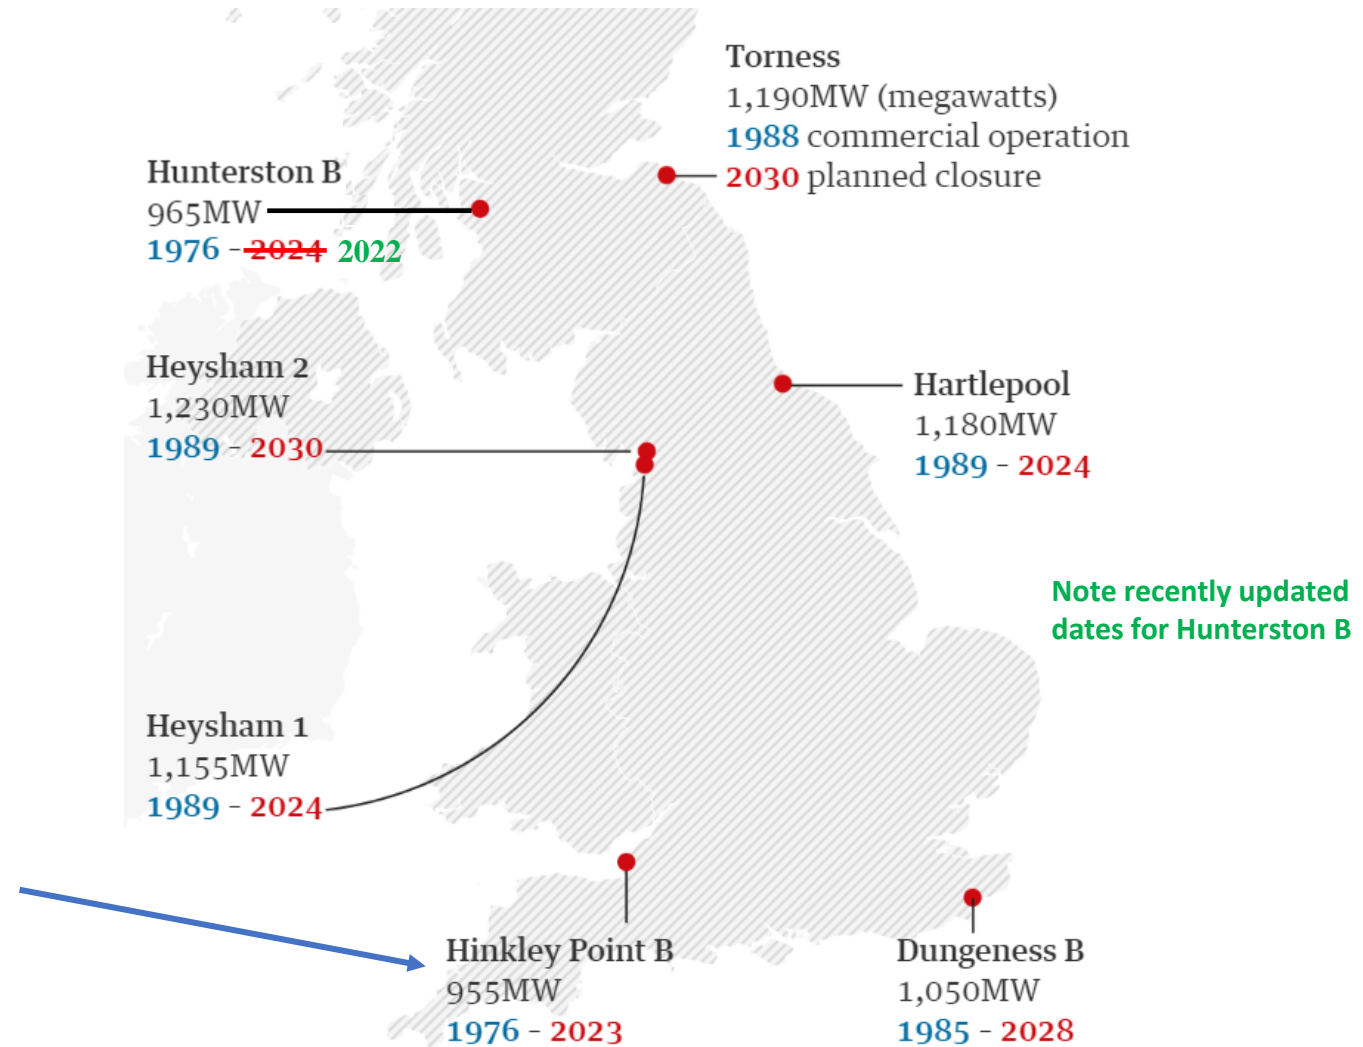 Torness
1,190MW (megawatts)
1988 commercial operation
2030 planned closure
Hunterston B
965MW
1976 - 2024 2022
Heysham 2
1,230MW
1989 - 2030
Hartlepool
1,180MW
1989 - 2024
Note recently updated
dates for Hunterston B
Heysham 1
1,155MW
1989 - 2024
Hinkley Point B
955MW
1976 - 2023
Dungeness B
1,050MW
1985 - 2028